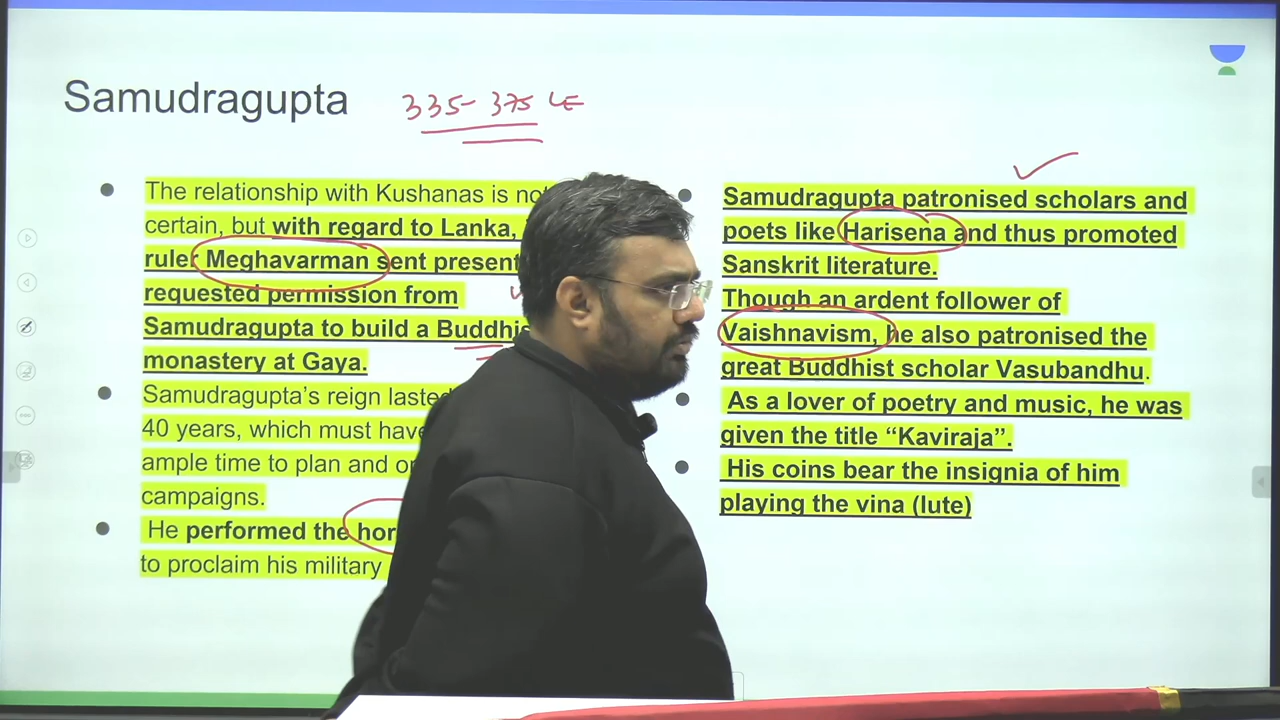 Samudragupta 335-375 CE
The relationship with Kushanas is not
certain, but with regard to Lanka,
ruler Meghavarman sent present
requested permission from
Samudragupta to build a Buddhis
monastery at Gaya.
Samudragupta's reign lasted
40 years, which must have
ample time to plan and or
campaigns.
He performed the hor
to proclaim his military
Samudragupta patronised scholars and
poets like Harisena and thus promoted
Sanskrit literature.
Though an ardent follower of
Vaishnavism, he also patronised the
great Buddhist scholar Vasubandhu.
As a lover of poetry and music, he was
given the title “Kaviraja”.
His coins bear the insignia of him
playing the vina (lute)